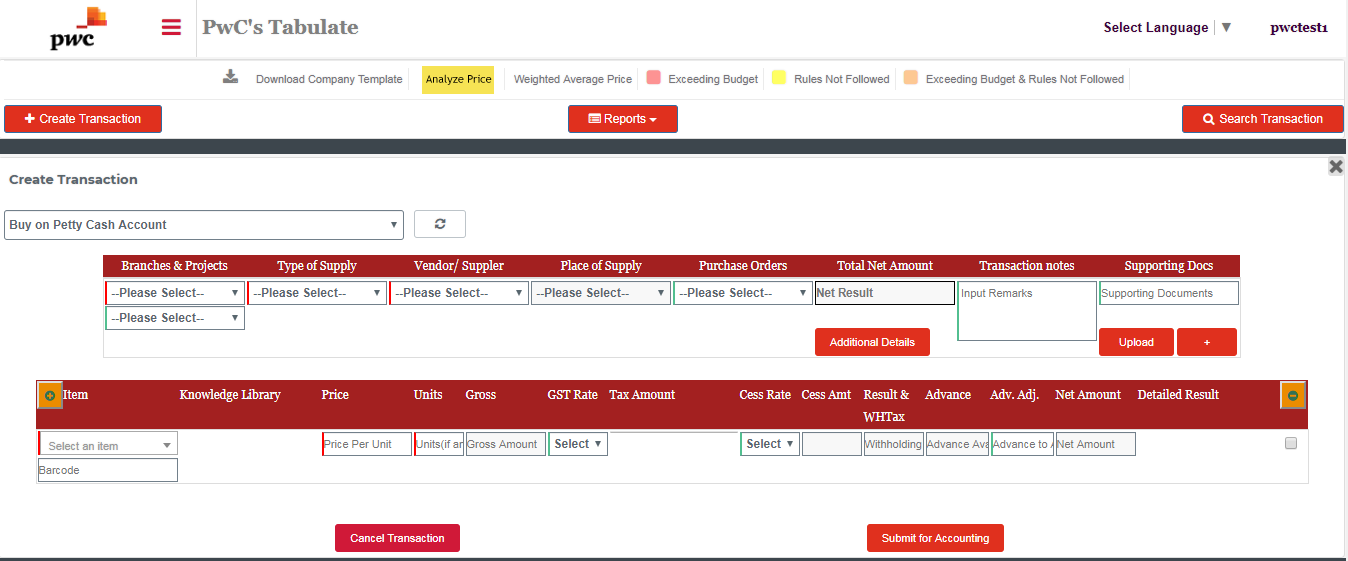 pwc
PwC's Tabulate
Select Language ▼
pwctest1
Download Company Template
Analyze Price
Weighted Average Price
Exceeding Budget
Rules Not Followed
Exceeding Budget & Rules Not Followed
+ Create Transaction
Reports
Search Transaction
Create Transaction
Buy on Petty Cash Account
Branches & Projects Type of Supply Vendor/ Suppler Place of Supply Purchase Orders Total Net Amount Transaction notes Supporting Docs
--Please Select-- --Please Select-- --Please Select-- --Please Select-- --Please Select-- Net Result Input Remarks Supporting Documents
--Please Select--
Additional Details Upload +
Item Knowledge Library Price Units Gross GST Rate Tax Amount Cess Rate Cess Amt Result & Advance Adv. Adj. Net Amount Detailed Result
WHTax
Select an item Price Per Unit Units(if ar Gross Amount Select Select Withholding Advance Ava Advance to A Net Amount
Barcode
Cancel Transaction Submit for Accounting